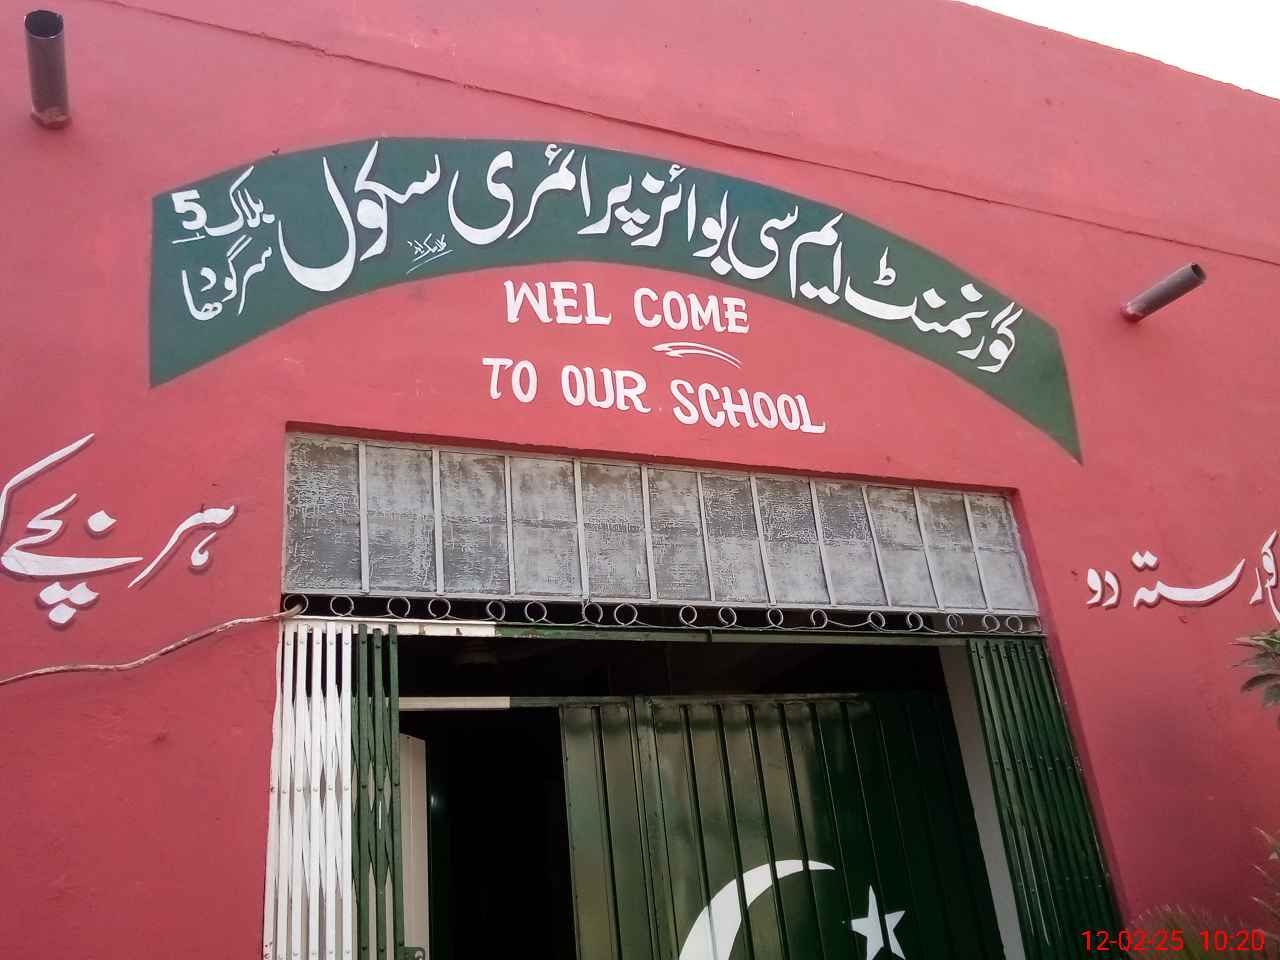 گورنمنٹ ایم سی بوائز پرائمری سکول
بلاک 5
سرگودھا
WEL COME
TO OUR SCHOOL
ہر بچے
کو رستہ دو
12-02-25 10:20